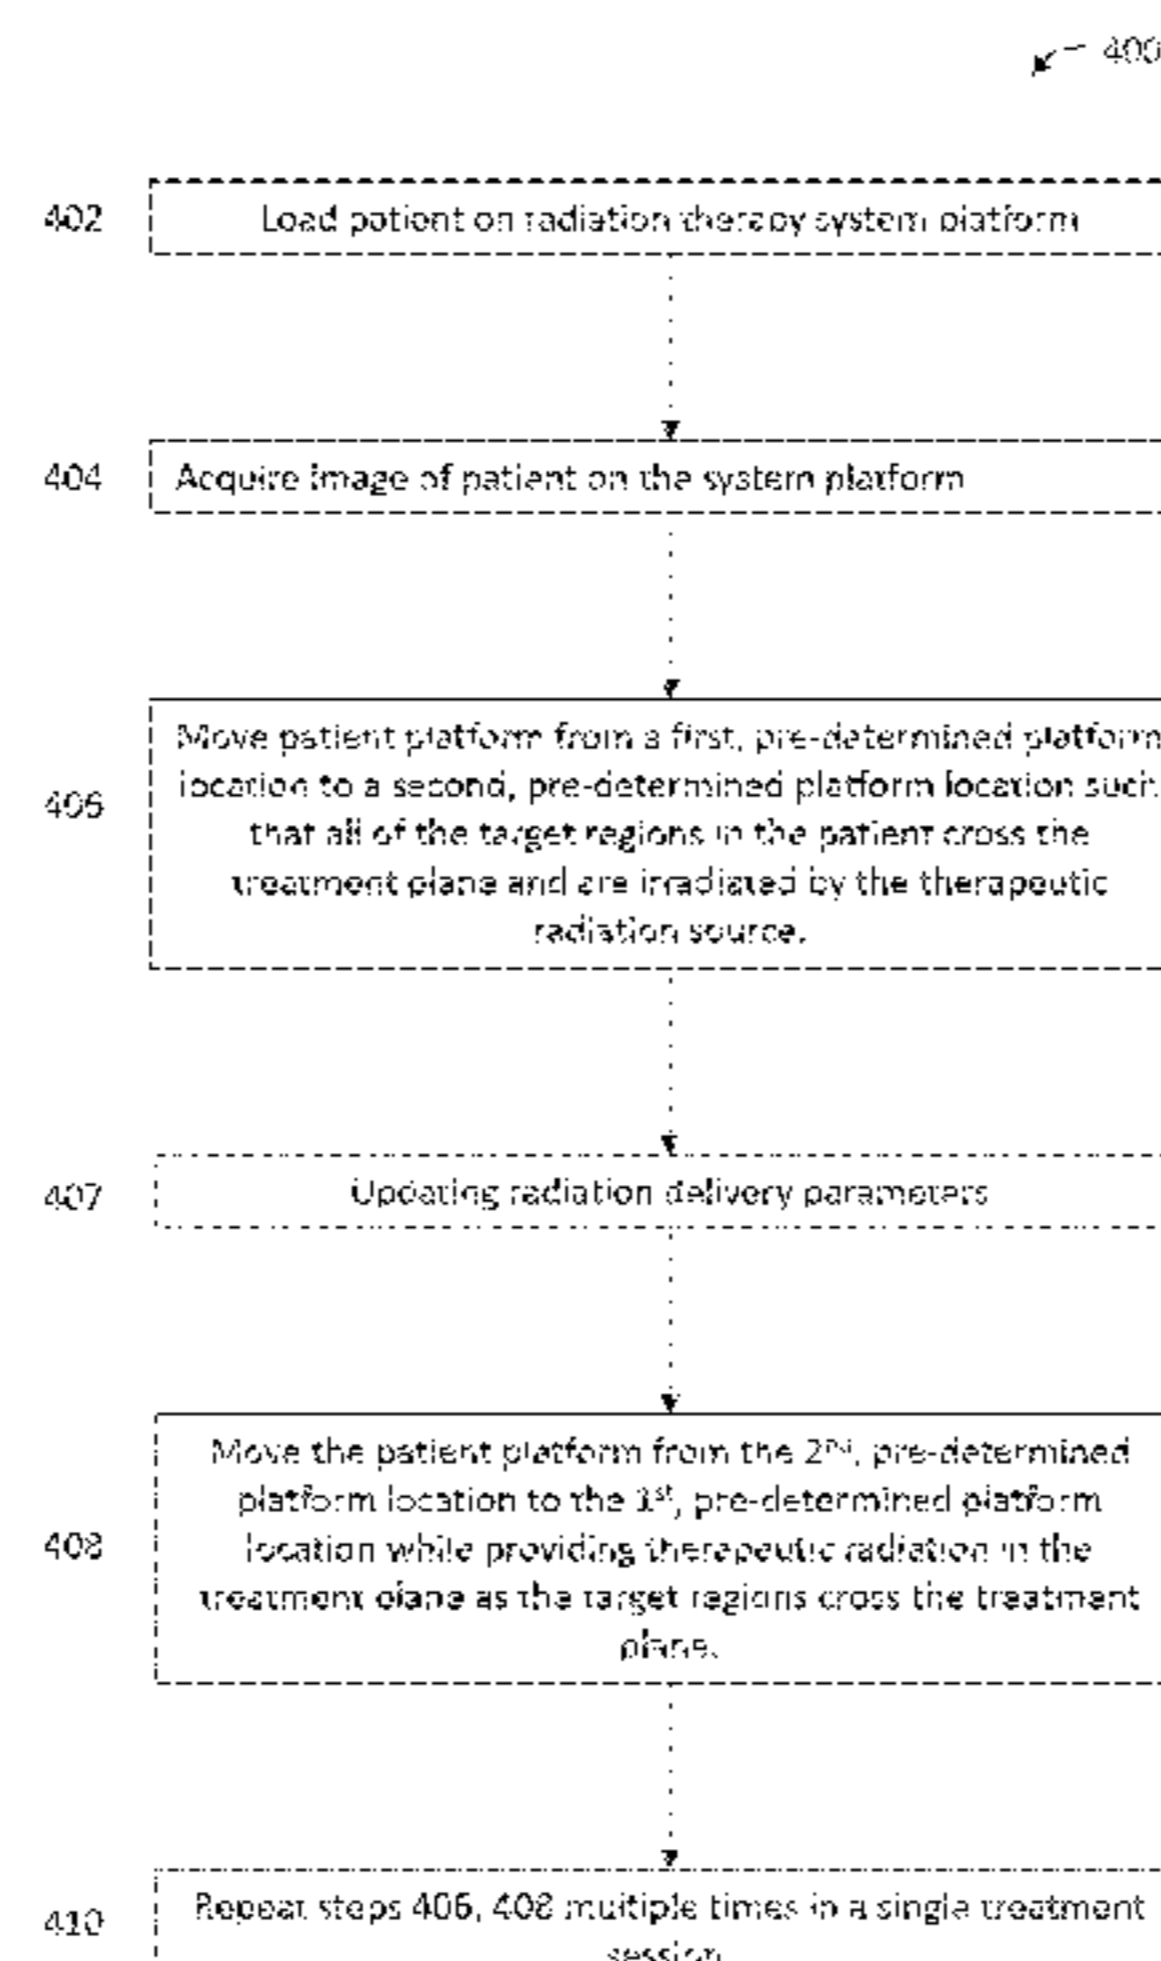 400
402
Load patient on radiation therapy system platform
404
Acquire image of patient on the system platform
Move patient platform from a first, pre-determined platform
location to a second, pre-determined platform location such
406
that all of the target regions in the patient cross the
treatment plane and are irradiated by the therapeutic
radiation source.
407
Updating radiation delivery parameters
Move the patient platform from the 2ⁿᵈ, pre-determined
platform location to the 1ˢᵗ, pre-determined platform
408
location while providing therapeutic radiation in the
treatment plane as the target regions cross the treatment
plane.
410
Repeat steps 406, 408 multiple times in a single treatment
session